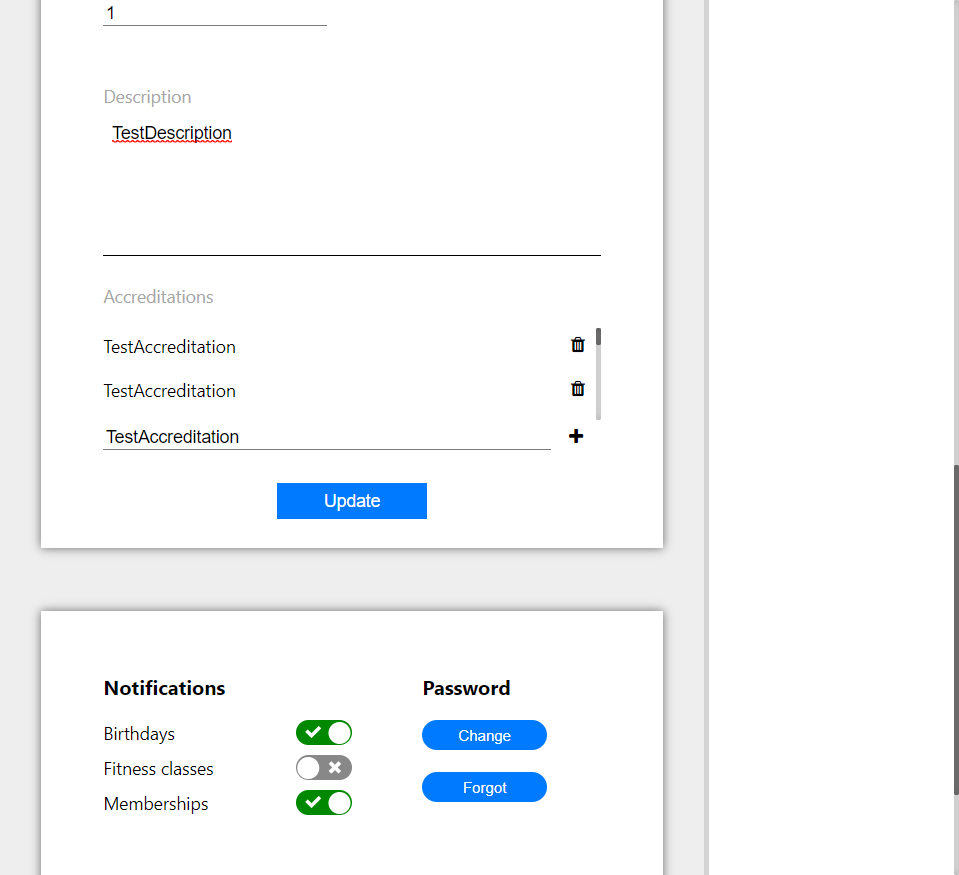 1
Description
TestDescription
Accreditations
TestAccreditation
TestAccreditation
TestAccreditation
Update
Notifications
Birthdays
Fitness classes
Memberships
Password
Change
Forgot